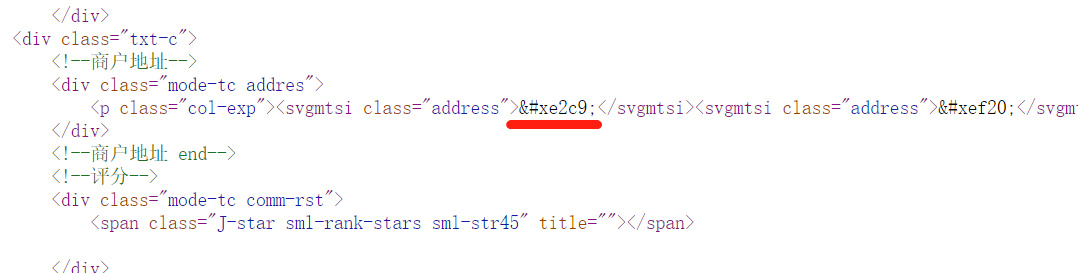 </div>
<div class="txt-c">
<!--商户地址-->
<div class="mode-tc addres">
<p class="col-exp"><svgmtsi class="address">&#xe2c9;</svgmtsi><svgmtsi class="address">&#xef20;</svgmt
</div>
<!--商户地址 end-->
<!--评分-->
<div class="mode-tc comm-rst">
<span class="J-star sml-rank-stars sml-str45" title=""></span>
</div>